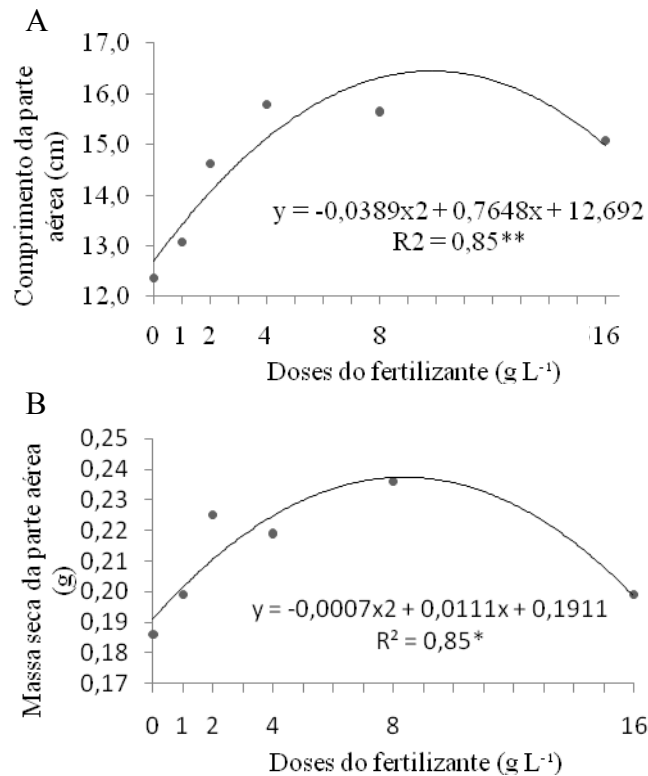 A
17,0
16,0
15,0
14,0
13,0
12,0
Comprimento da parte
aérea (cm)
y = -0,0389x2 + 0,7648x + 12,692
R2 = 0,85**
0 1 2 4 8 16
Doses do fertilizante (g L⁻¹)
B
0,25
0,24
0,23
0,22
0,21
0,20
0,19
0,18
0,17
Massa seca da parte aérea
(g)
y = -0,0007x2 + 0,0111x + 0,1911
R² = 0,85*
0 1 2 4 8 16
Doses do fertilizante (g L⁻¹)